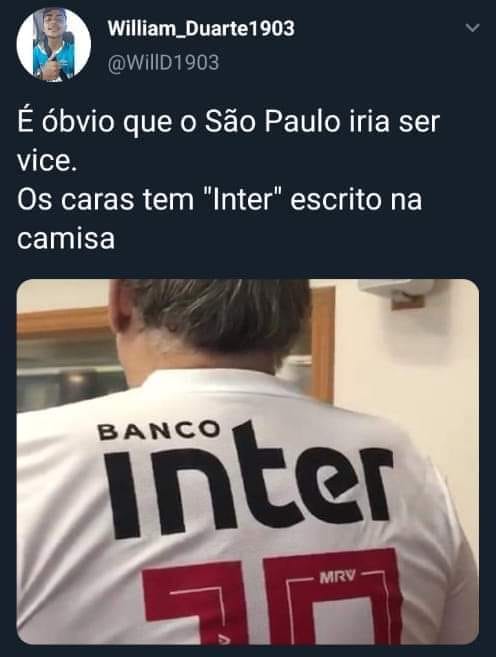 William_Duarte1903
@WillD1903
É óbvio que o São Paulo iria ser
vice.
Os caras tem "Inter" escrito na
camisa
BANCO
inter
MRV
10